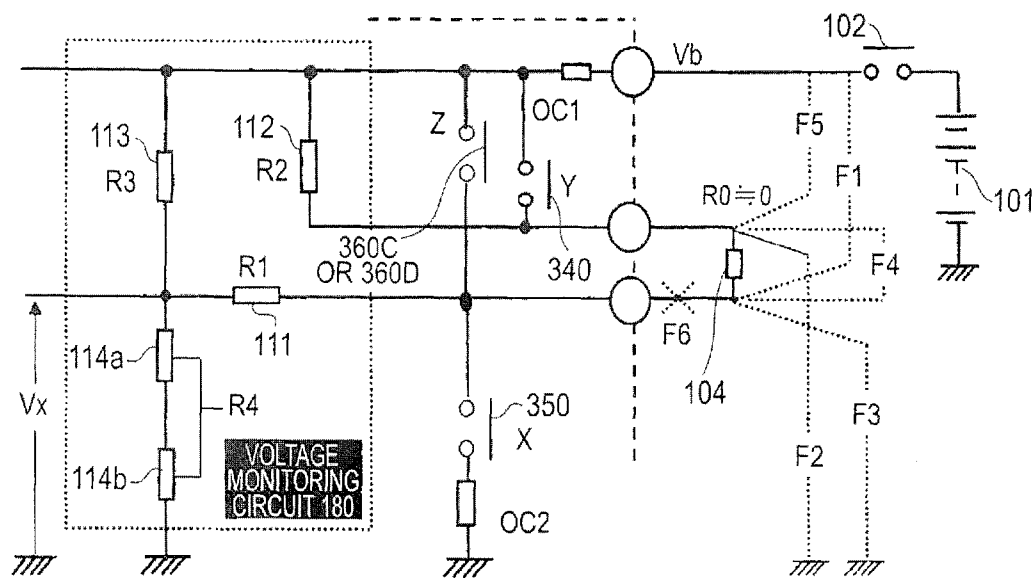 102
Vb
OC1
Z
113
112
R3
R2
Y
F5
F1
R0≒0
101
360C
OR 360D
340
F4
R1
111
F6
104
114a
Vx
R4
350
X
F3
114b
VOLTAGE
MONITORING
CIRCUIT 180
F2
OC2